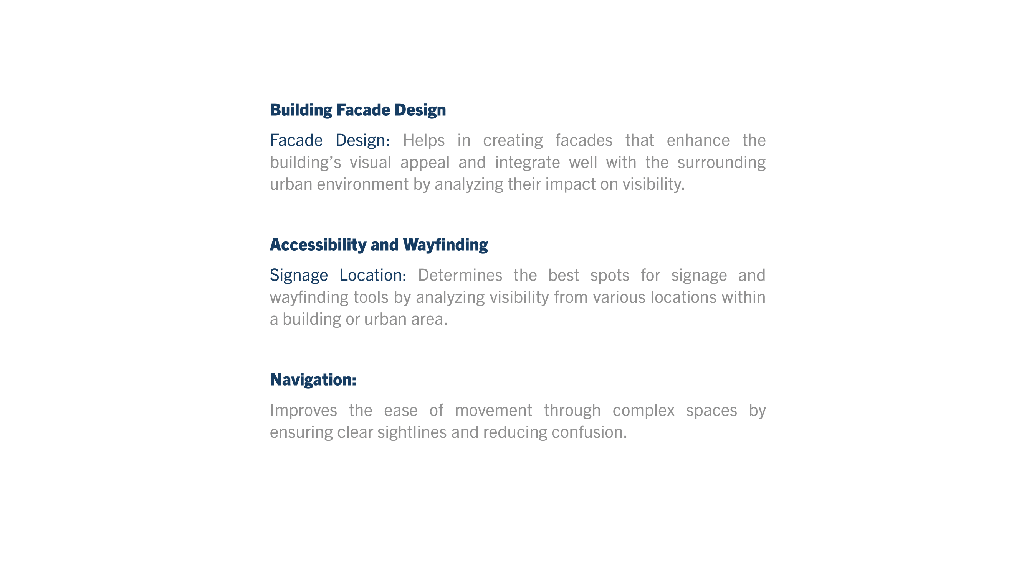 Building Facade Design
Facade Design: Helps in creating facades that enhance the
building’s visual appeal and integrate well with the surrounding
urban environment by analyzing their impact on visibility.
Accessibility and Wayfinding
Signage Location: Determines the best spots for signage and
wayfinding tools by analyzing visibility from various locations within
a building or urban area.
Navigation:
Improves the ease of movement through complex spaces by
ensuring clear sightlines and reducing confusion.